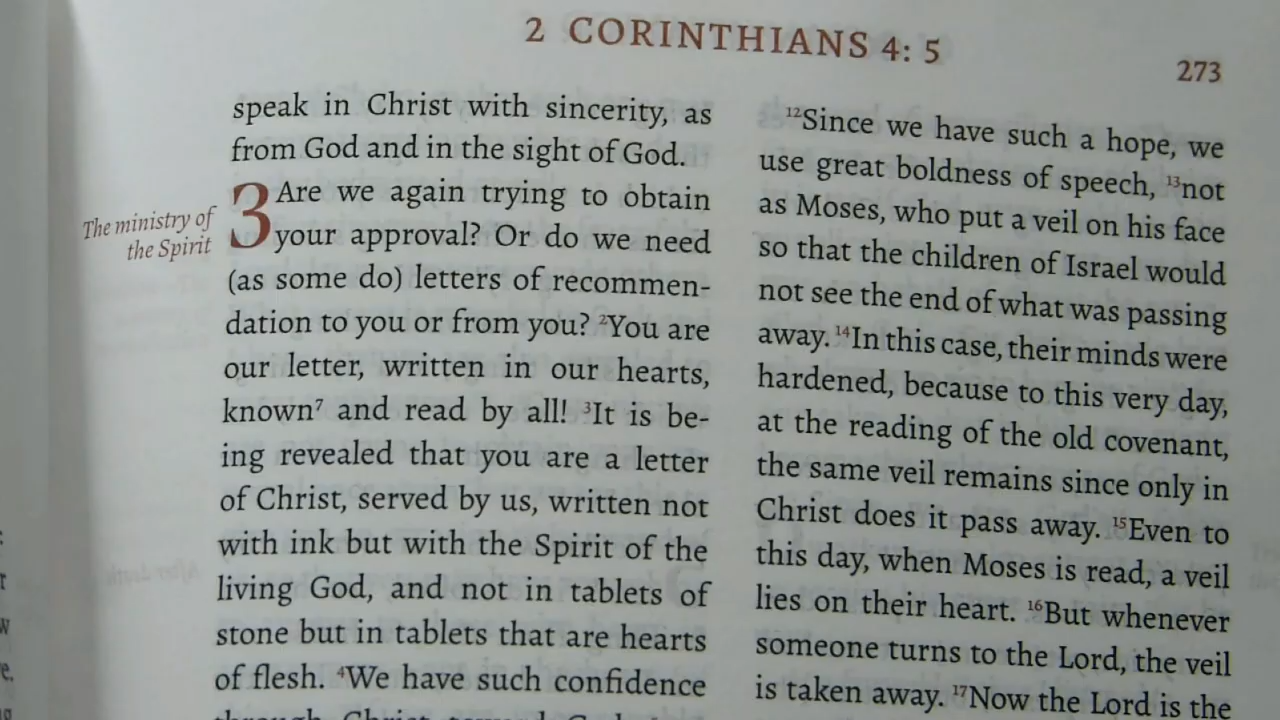 2 CORINTHIANS 4: 5
273
speak in Christ with sincerity, as
from God and in the sight of God.
The ministry of
the Spirit
3 Are we again trying to obtain
your approval? Or do we need
(as some do) letters of recommen-
dation to you or from you? ²You are
our letter, written in our hearts,
known⁷ and read by all! ³It is be-
ing revealed that you are a letter
of Christ, served by us, written not
with ink but with the Spirit of the
living God, and not in tablets of
stone but in tablets that are hearts
of flesh. ⁴We have such confidence
through Christ toward
¹²Since we have such a hope, we
use great boldness of speech, ¹³not
as Moses, who put a veil on his face
so that the children of Israel would
not see the end of what was passing
away. ¹⁴In this case, their minds were
hardened, because to this very day,
at the reading of the old covenant,
the same veil remains since only in
Christ does it pass away. ¹⁵Even to
this day, when Moses is read, a veil
lies on their heart. ¹⁶But whenever
someone turns to the Lord, the veil
is taken away. ¹⁷Now the Lord is the